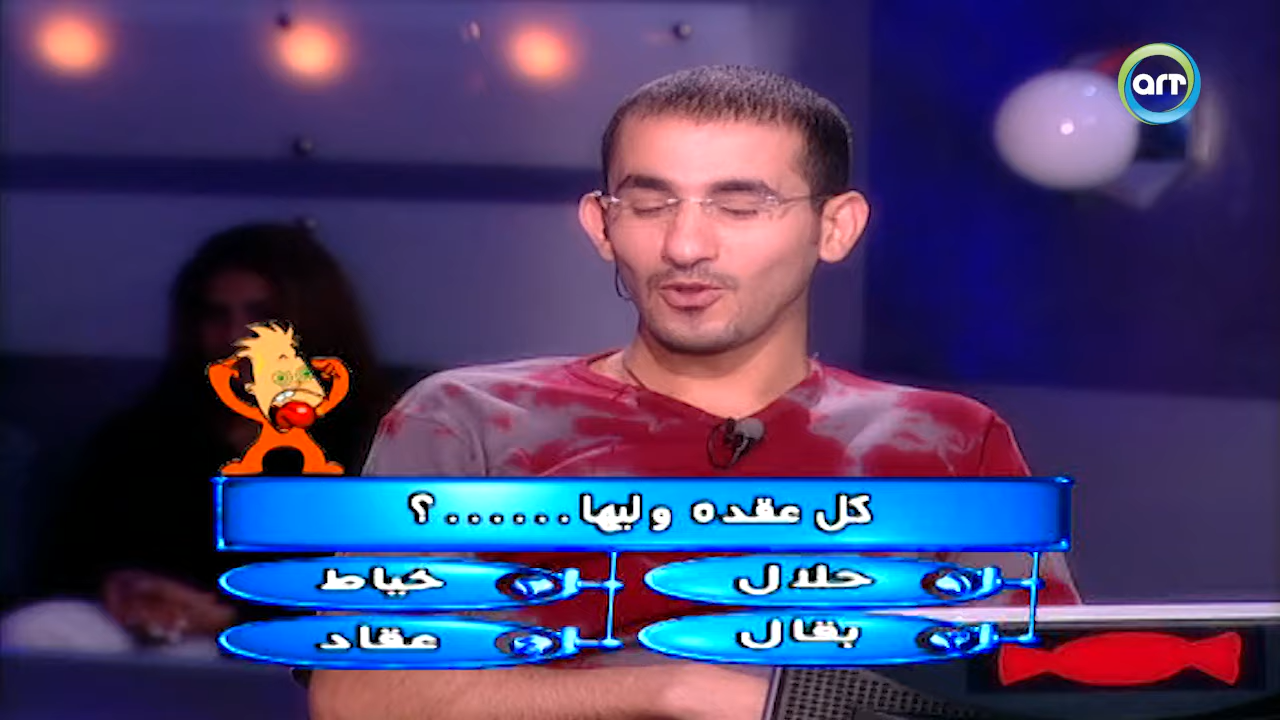 art
كل عقده وليها......؟
حلال
خياط
بقال
عقاد